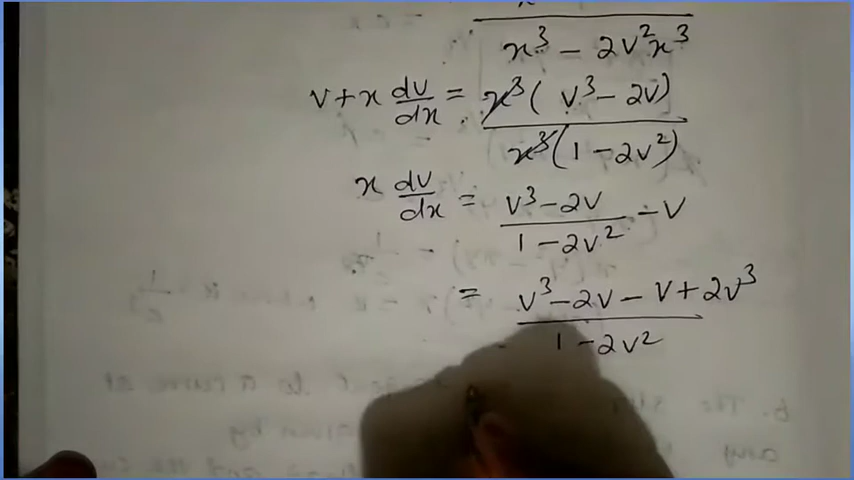 x³ - 2v²x³
v + x dv/dx = x³(v³ - 2v) / x³(1 - 2v²)
x dv/dx = (v³ - 2v) / (1 - 2v²) - v
= (v³ - 2v - v + 2v³) / (1 - 2v²)